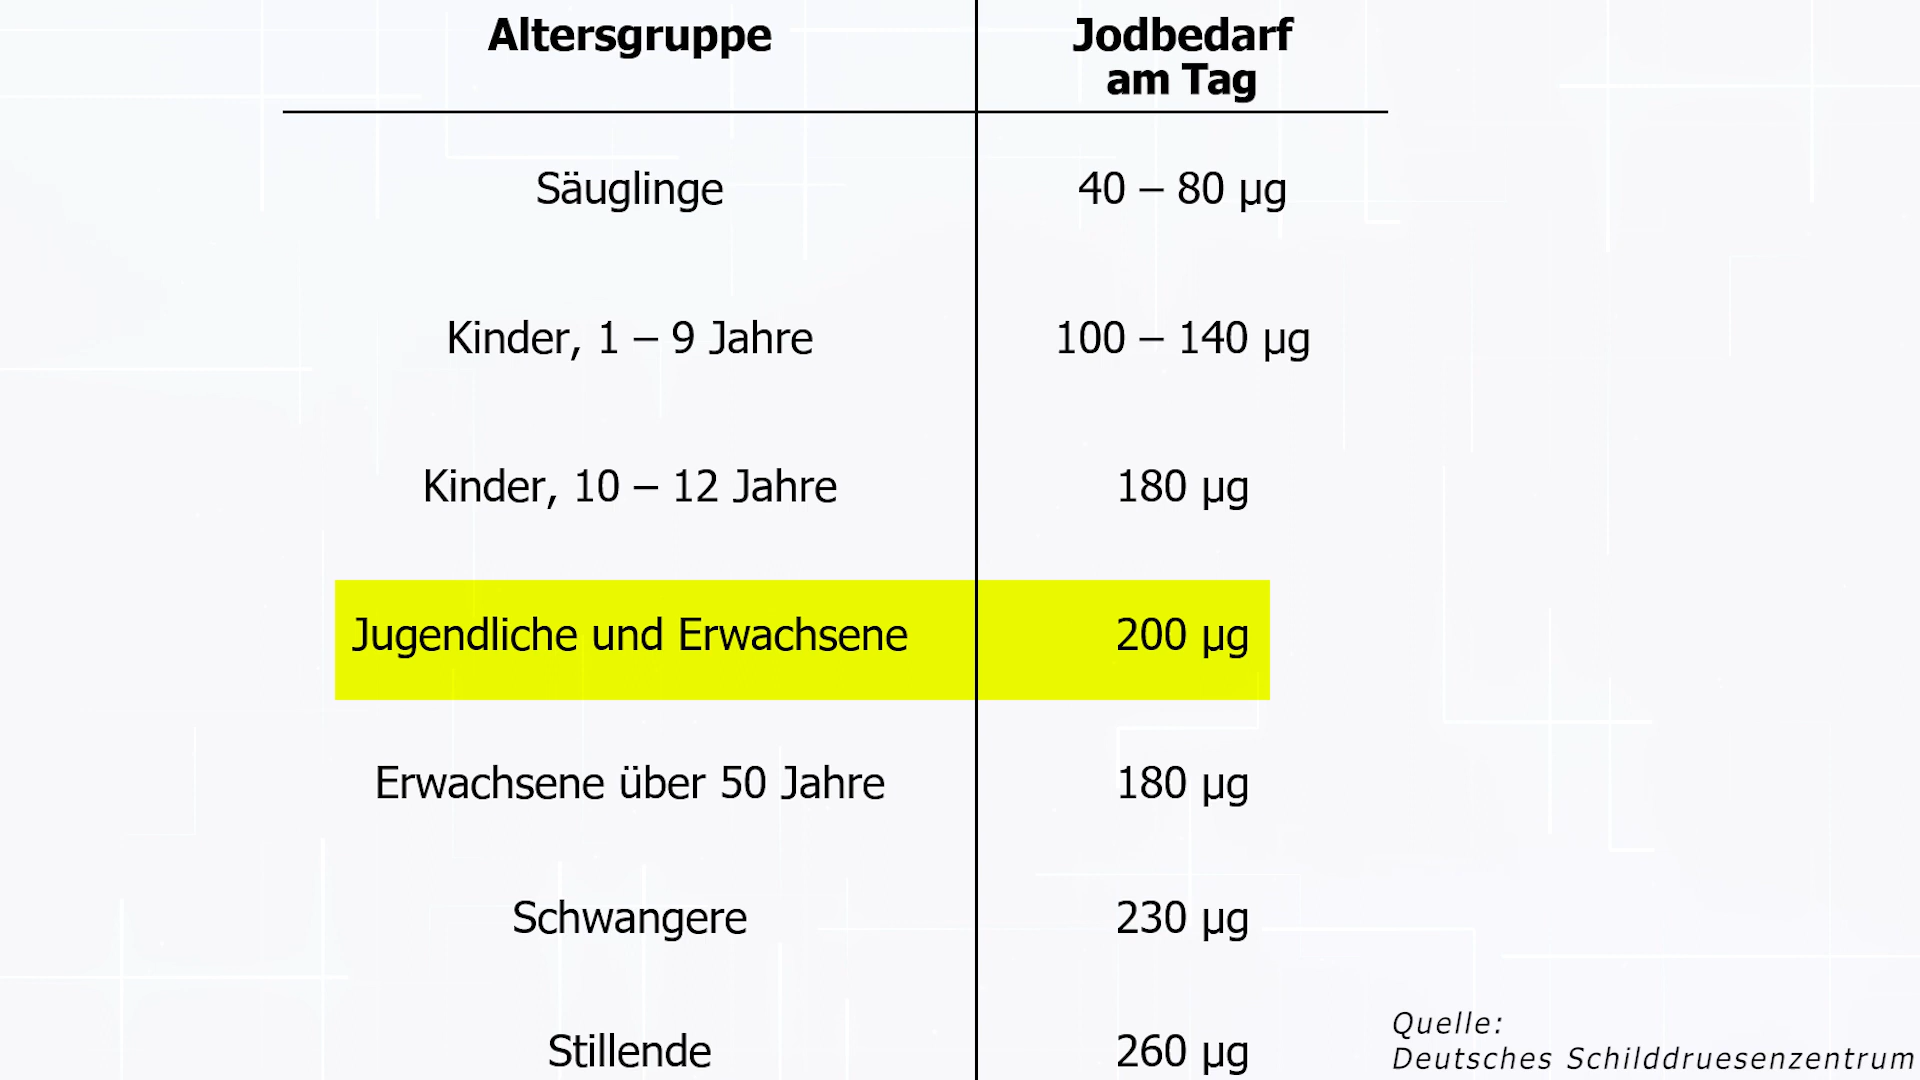 Altersgruppe
Jodbedarf
am Tag
Säuglinge
40 – 80 µg
Kinder, 1 – 9 Jahre
100 – 140 µg
Kinder, 10 – 12 Jahre
180 µg
Jugendliche und Erwachsene
200 µg
Erwachsene über 50 Jahre
180 µg
Schwangere
230 µg
Stillende
260 µg
Quelle:
Deutsches Schilddruesenzentrum